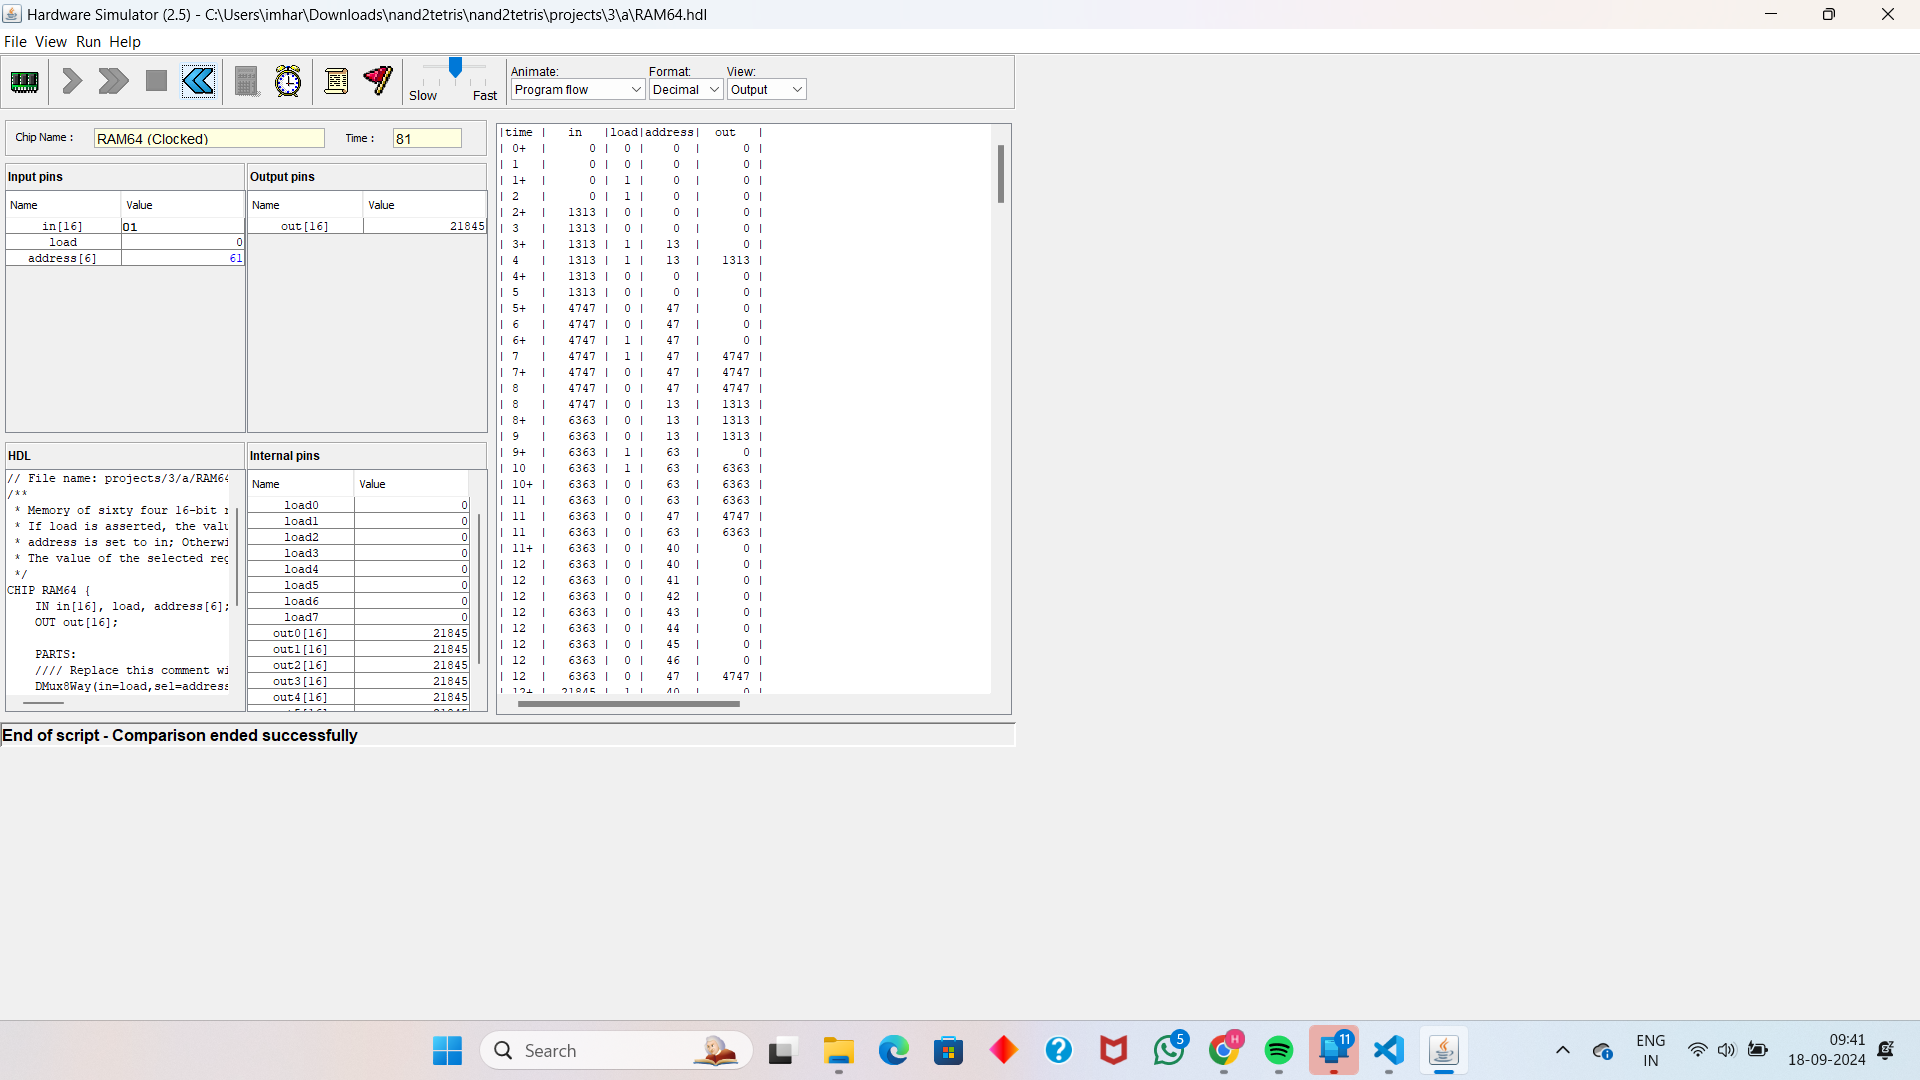 Hardware Simulator (2.5) - C:\Users\imhar\Downloads\nand2tetris\nand2tetris\projects\3\a\RAM64.hdl
File View Run Help
Slow Fast
Animate: Format: View:
Program flow Decimal Output
Chip Name : RAM64 (Clocked) Time : 81
Input pins
Name Value
in[16] 01
load 0
address[6] 61
Output pins
Name Value
out[16] 21845
HDL
// File name: projects/3/a/RAM64
/**
* Memory of sixty four 16-bit r
* If load is asserted, the valu
* address is set to in; Otherwi
* The value of the selected reg
*/
CHIP RAM64 {
IN in[16], load, address[6];
OUT out[16];
PARTS:
//// Replace this comment wi
DMux8Way(in=load,sel=address
Internal pins
Name Value
load0 0
load1 0
load2 0
load3 0
load4 0
load5 0
load6 0
load7 0
out0[16] 21845
out1[16] 21845
out2[16] 21845
out3[16] 21845
out4[16] 21845
|time | in |load|address| out |
| 0+ | 0 | 0 | 0 | 0 |
| 1 | 0 | 0 | 0 | 0 |
| 1+ | 0 | 1 | 0 | 0 |
| 2 | 0 | 1 | 0 | 0 |
| 2+ | 1313 | 0 | 0 | 0 |
| 3 | 1313 | 0 | 0 | 0 |
| 3+ | 1313 | 1 | 13 | 0 |
| 4 | 1313 | 1 | 13 | 1313 |
| 4+ | 1313 | 0 | 0 | 0 |
| 5 | 1313 | 0 | 0 | 0 |
| 5+ | 4747 | 0 | 47 | 0 |
| 6 | 4747 | 0 | 47 | 0 |
| 6+ | 4747 | 1 | 47 | 0 |
| 7 | 4747 | 1 | 47 | 4747 |
| 7+ | 4747 | 0 | 47 | 4747 |
| 8 | 4747 | 0 | 47 | 4747 |
| 8 | 4747 | 0 | 13 | 1313 |
| 8+ | 6363 | 0 | 13 | 1313 |
| 9 | 6363 | 0 | 13 | 1313 |
| 9+ | 6363 | 1 | 63 | 0 |
| 10 | 6363 | 1 | 63 | 6363 |
| 10+ | 6363 | 0 | 63 | 6363 |
| 11 | 6363 | 0 | 63 | 6363 |
| 11 | 6363 | 0 | 47 | 4747 |
| 11 | 6363 | 0 | 63 | 6363 |
| 11+ | 6363 | 0 | 40 | 0 |
| 12 | 6363 | 0 | 40 | 0 |
| 12 | 6363 | 0 | 41 | 0 |
| 12 | 6363 | 0 | 42 | 0 |
| 12 | 6363 | 0 | 43 | 0 |
| 12 | 6363 | 0 | 44 | 0 |
| 12 | 6363 | 0 | 45 | 0 |
| 12 | 6363 | 0 | 46 | 0 |
| 12 | 6363 | 0 | 47 | 4747 |
| 12+ | 21845 | 1 | 40 | 0 |
End of script - Comparison ended successfully
Search
5
H
11
ENG
IN
09:41
18-09-2024